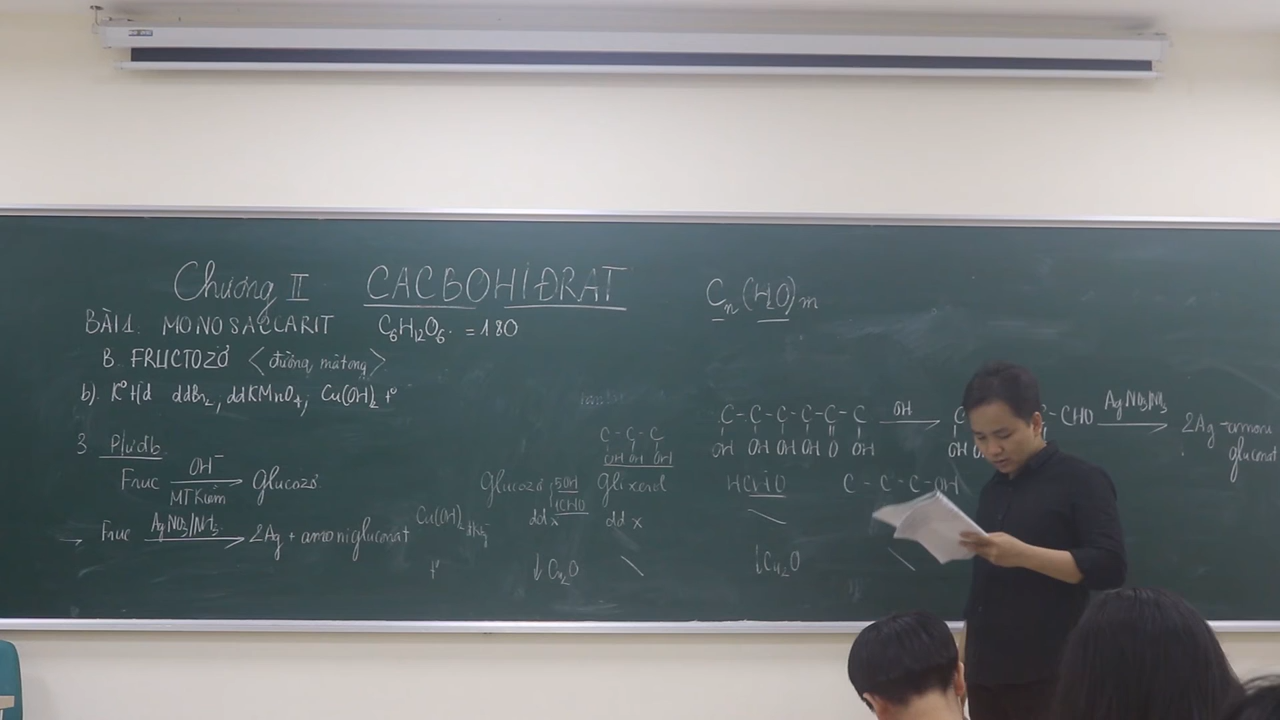 Chương II CACBOHIĐRAT
Cn(H2O)m
BÀI 1. MONOSACCARIT C6H12O6 = 180
B. FRUCTOZƠ < đường mật ong >
b). K° t/d ddBr2, ddKMnO4, Cu(OH)2 t°
3 P/ư đb.
Fruc OH⁻ MT Kiềm → Glucozơ
→ Fruc AgNO3/NH3 → 2Ag + amoni gluconat
C - C - C
OH OH OH
Glucozơ 5OH 1CHO Glixerol
Cu(OH)2 dd x dd x
t° ↓Cu2O \
HCHO C - C - C - OH
\
↓Cu2O \
C - C - C - C - C - C OH → C CHO AgNO3/NH3 → 2Ag + amoni gluconat
OH OH OH OH O OH OH